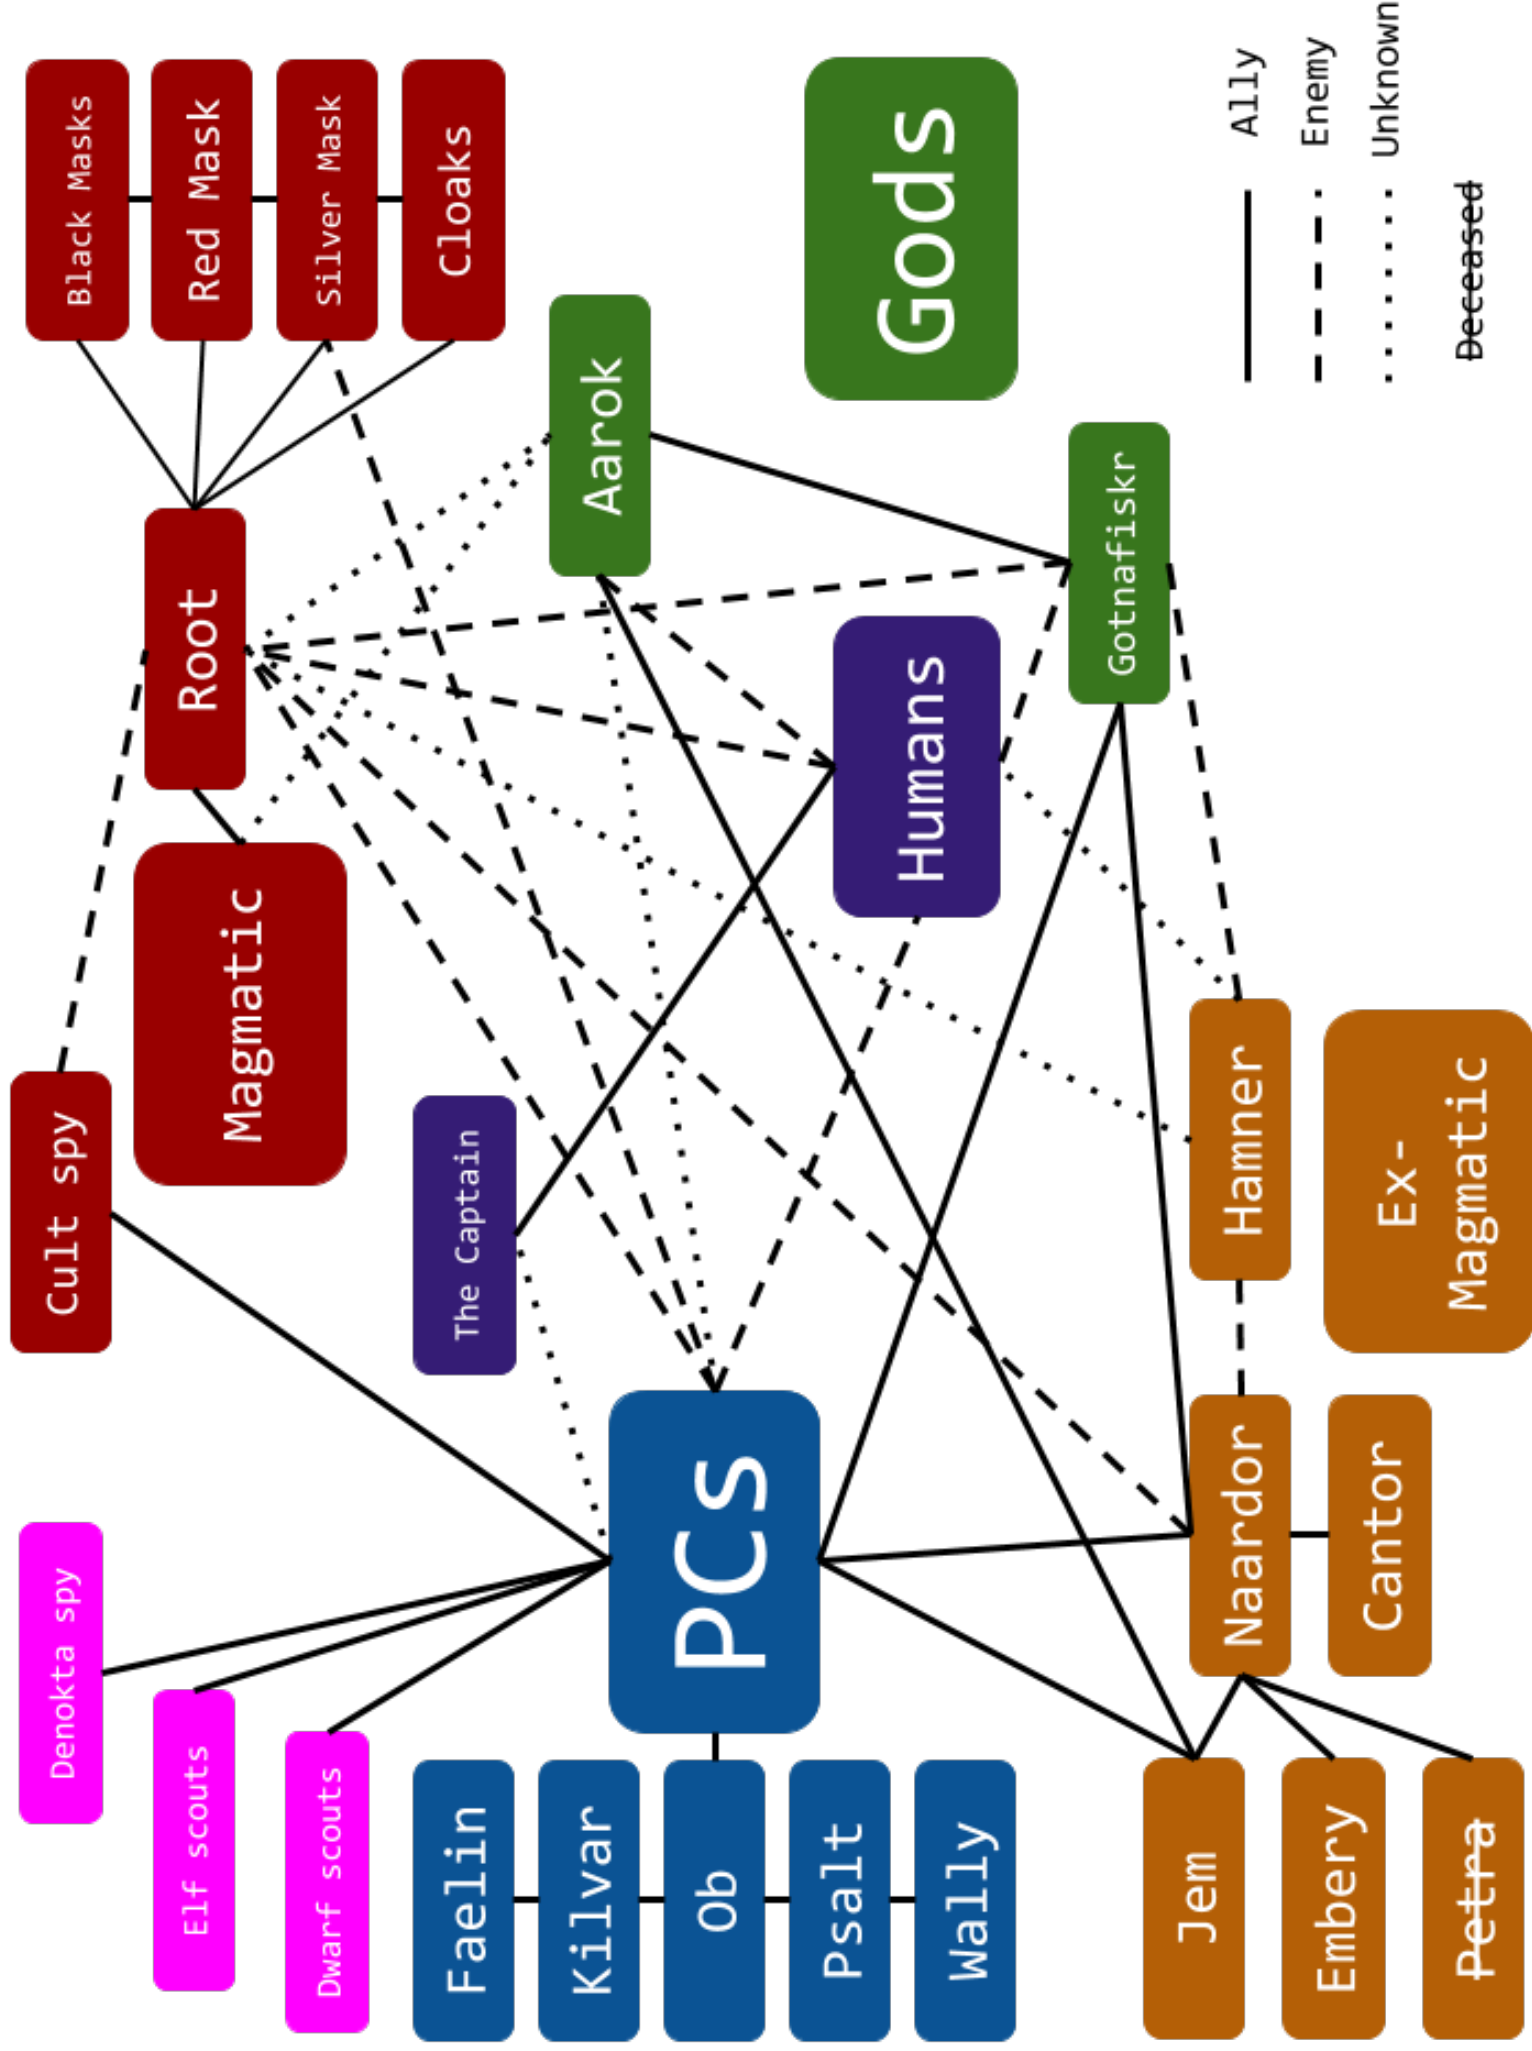 Denokta spy
Elf scouts
Dwarf scouts
Faelin
Kilvar
Ob
Psalt
Wally
PCs
Cult spy
Magmatic
Root
Black Masks
Red Mask
Silver Mask
Cloaks
The Captain
Humans
Aarok
Gotnafiskr
Gods
Jem
Embery
Petna
Naardor
Cantor
Hamner
Ex-
Magmatic
Ally
Enemy
Unknown
Deceased